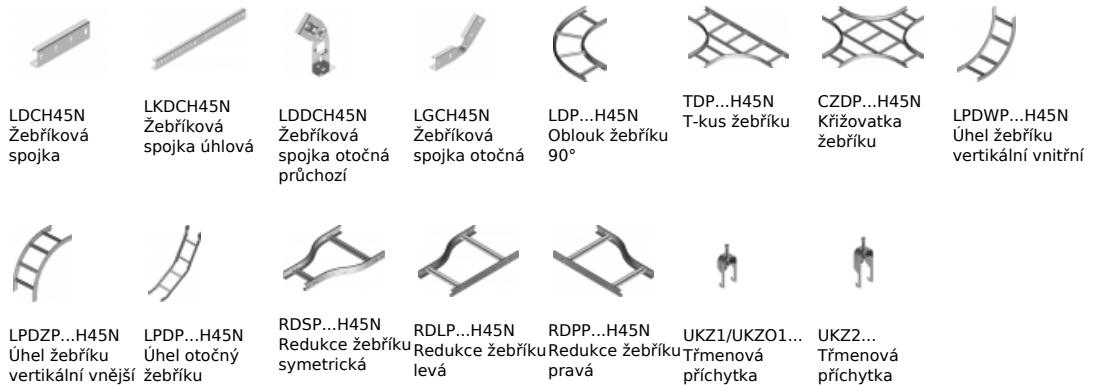 LDCH45N
Žebříková
spojka
LKDCH45N
Žebříková
spojka úhlová
LDDCH45N
Žebříková
spojka otočná
průchozí
LGCH45N
Žebříková
spojka otočná
LDP...H45N
Oblouk žebříku
90°
TDP...H45N
T-kus žebříku
CZDP...H45N
Křižovatka
žebříku
LPDWP...H45N
Úhel žebříku
vertikální vnitřní
LPDZP...H45N
Úhel žebříku
vertikální vnější
LPDP...H45N
Úhel otočný
žebříku
RDSP...H45N
Redukce žebříku
symetrická
RDLP...H45N
Redukce žebříku
levá
RDPP...H45N
Redukce žebříku
pravá
UKZ1/UKZO1...
Třmenová
příchytka
UKZ2...
Třmenová
příchytka